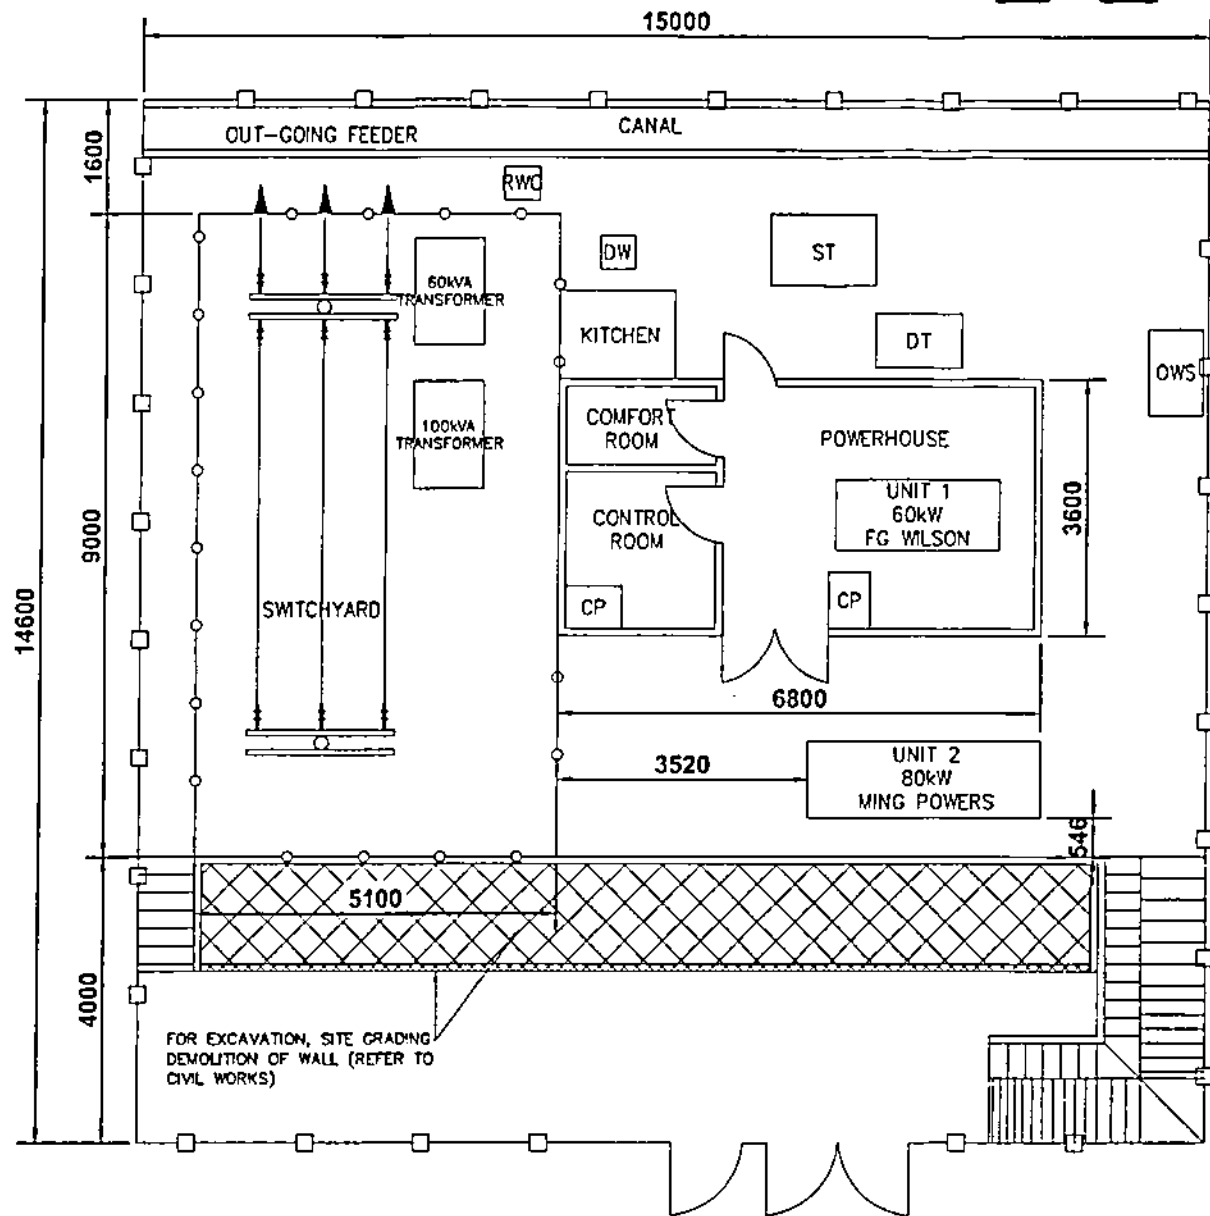 15000
14600
1600
OUT-GOING FEEDER
CANAL
RWC
DW
ST
60kVA
TRANSFORMER
KITCHEN
DT
OWS
100kVA
TRANSFORMER
COMFORT
ROOM
POWERHOUSE
UNIT 1
60kW
FG WILSON
3600
9000
CONTROL
ROOM
CP
CP
SWITCHYARD
6800
3520
UNIT 2
80kW
MING POWERS
546
5100
4000
FOR EXCAVATION, SITE GRADING
DEMOLITION OF WALL (REFER TO
CIVIL WORKS)